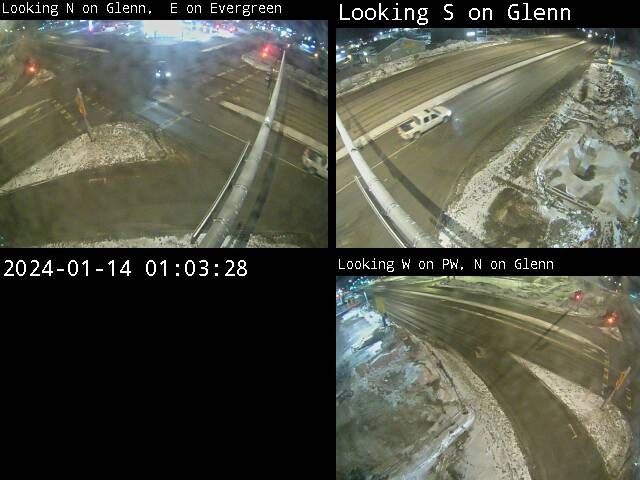 Looking N on Glenn,  E on Evergreen
Looking S on Glenn
2024-01-14 01:03:28
Looking W on PW, N on Glenn